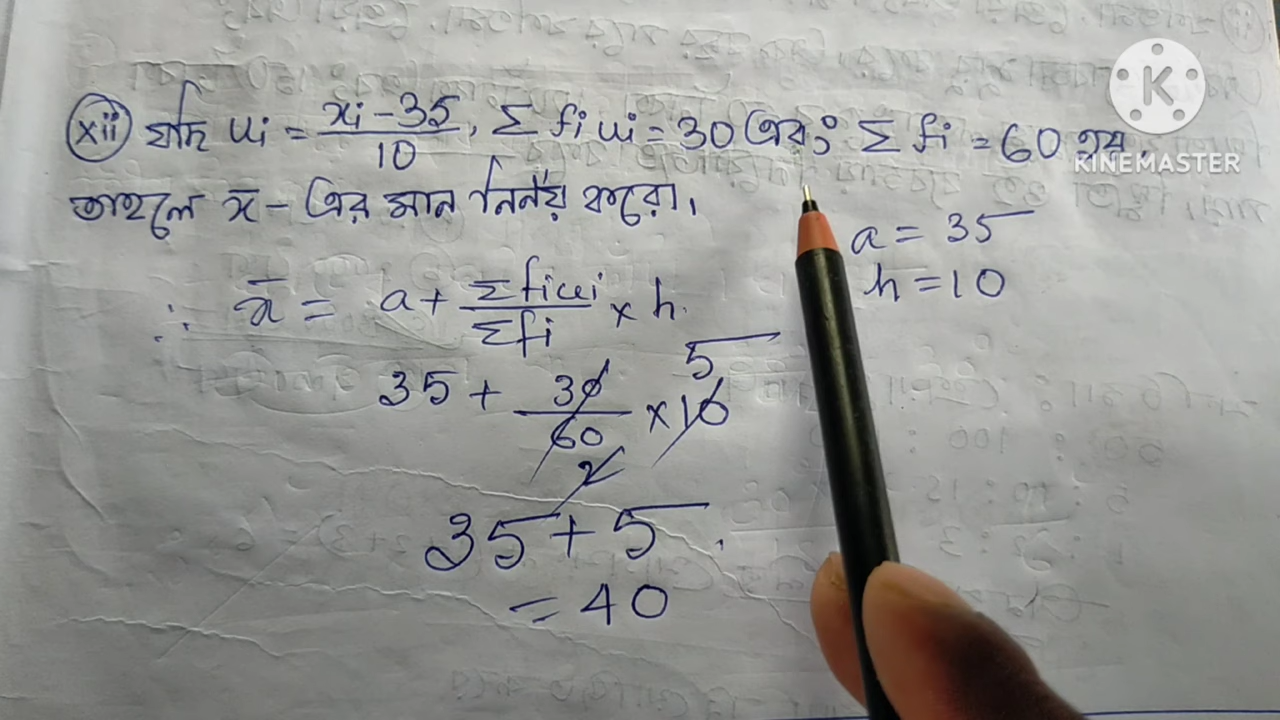 xii যদি ui = (xi - 35)/10, Σ fi ui = 30 এবং Σ fi = 60 হয়,
তাহলে x̄ - এর মান নির্ণয় করো।
a = 35
h = 10
∴ x̄ = a + Σfiui/Σfi × h.
5
35 + 30/60 × 10
2
35 + 5.
= 40
K
KINEMASTER